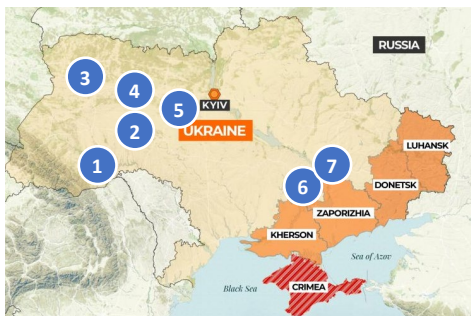 RUSSIA
3
4
5
KYIV
2
UKRAINE
LUHANSK
1
7
DONETSK
6
ZAPORIZHIA
KHERSON
Sea of Azov
Black Sea
CRIMEA